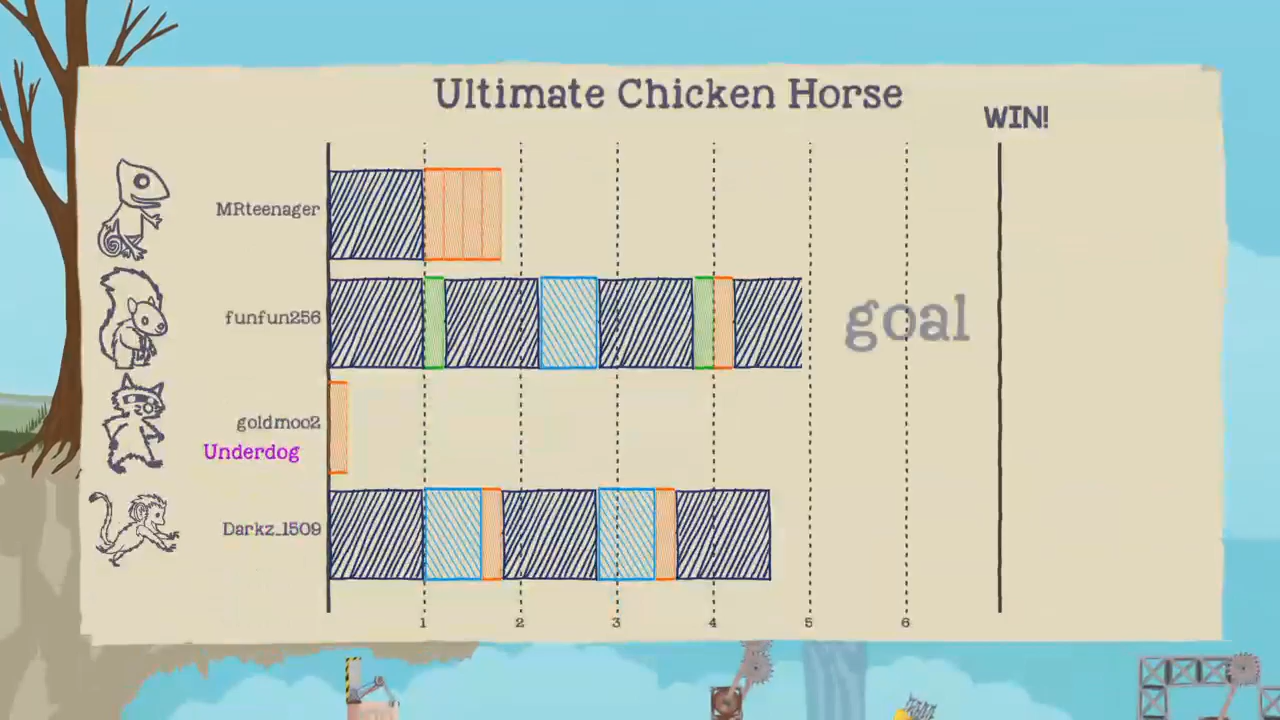 Ultimate Chicken Horse
WIN!
MRteenager
funfun256
goal
goldmoo2
Underdog
Darkz_1509
1 2 3 4 5 6